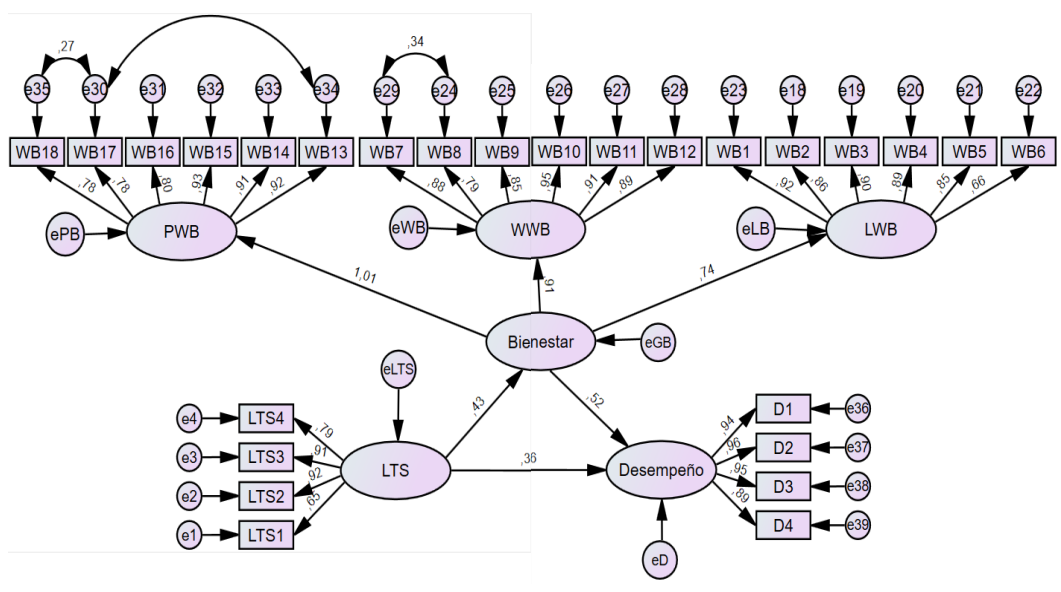 ,27
,34
e35 e30 e31 e32 e33 e34 e29 e24 e25 e26 e27 e28 e23 e18 e19 e20 e21 e22
WB18 WB17 WB16 WB15 WB14 WB13 WB7 WB8 WB9 WB10 WB11 WB12 WB1 WB2 WB3 WB4 WB5 WB6
,78 ,78 ,80 ,93 ,91 ,92 ,88 ,79 ,85 ,95 ,91 ,89 ,92 ,86 ,90 ,89 ,85 ,66
ePB PWB eWB WWB eLB LWB
1,01 ,91 ,74
Bienestar eGB
eLTS
,43 ,52
e4 LTS4 ,79
e3 LTS3 ,91
e2 LTS2 ,92
e1 LTS1 ,65
LTS ,36 Desempeño
,94 D1 e36
,96 D2 e37
,95 D3 e38
,89 D4 e39
eD